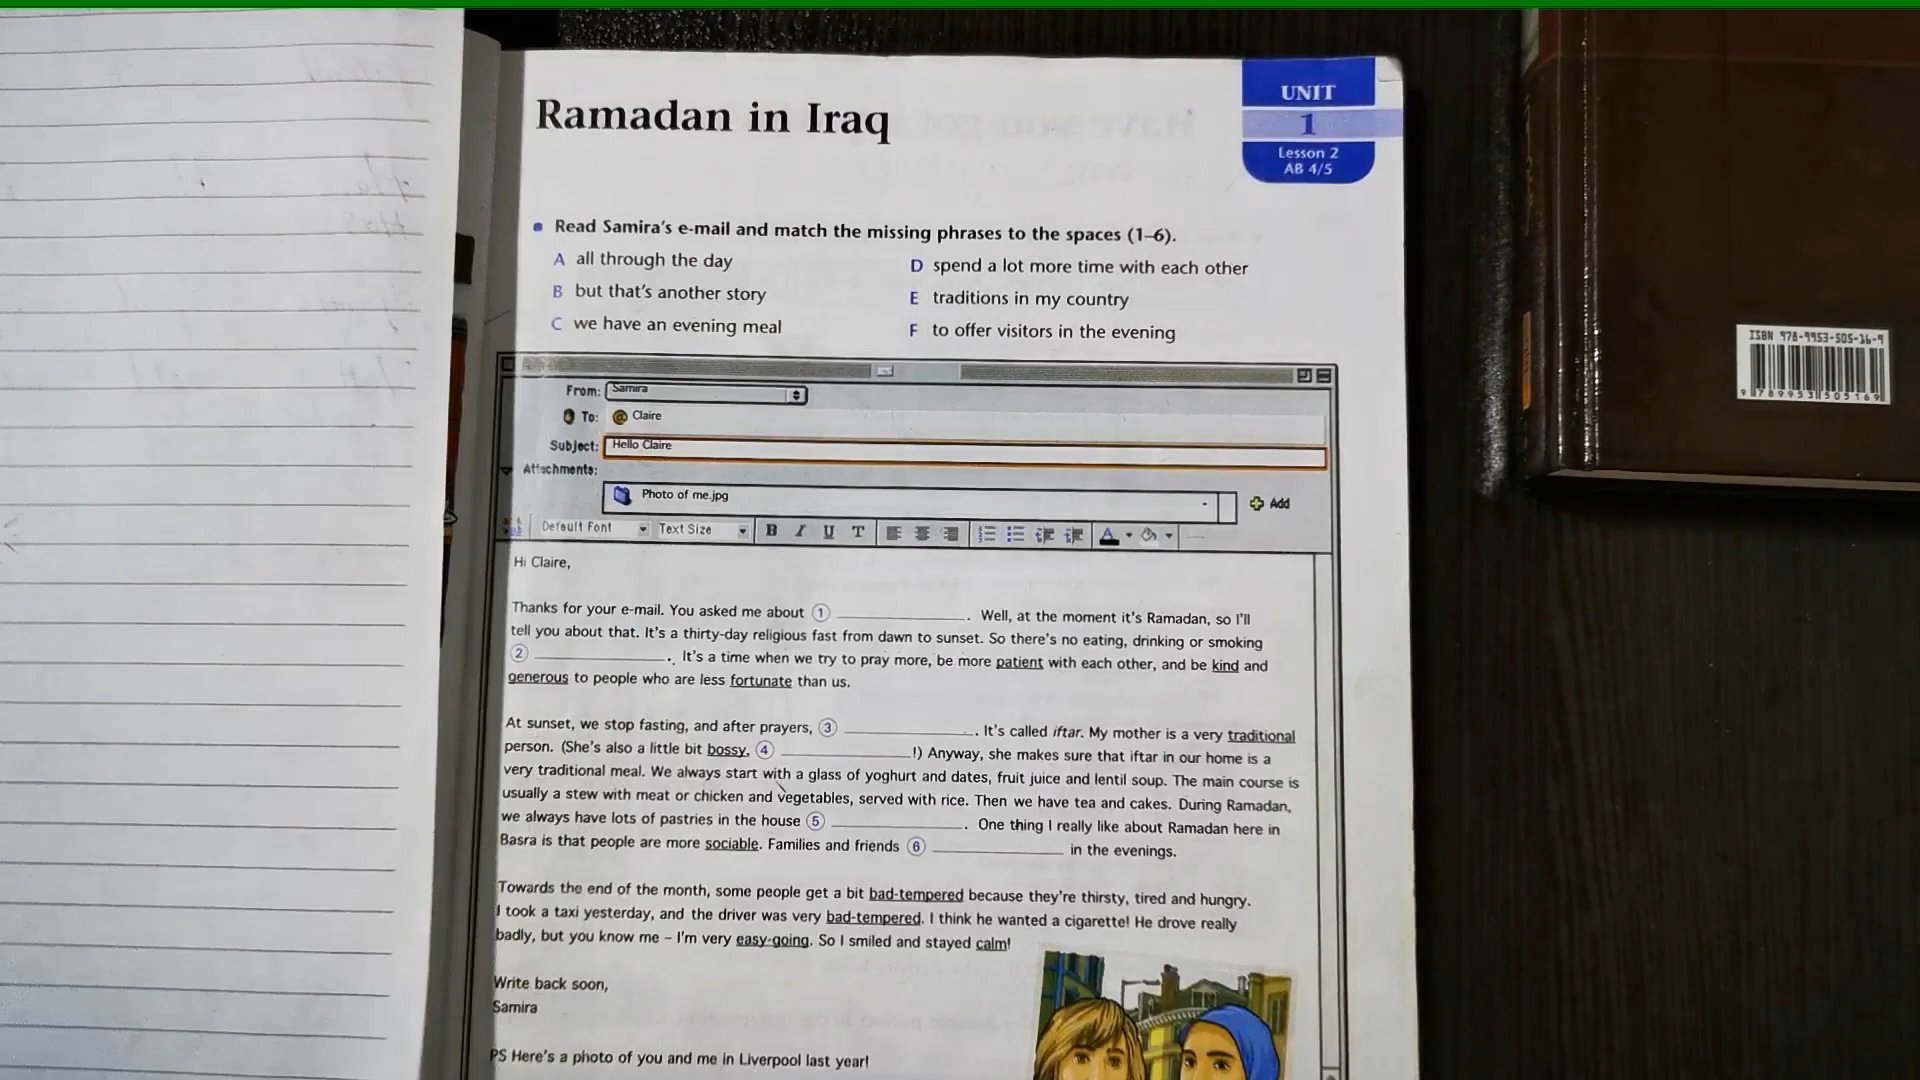 Ramadan in Iraq
UNIT
1
Lesson 2
AB 4/5
Read Samira's e-mail and match the missing phrases to the spaces (1–6).
A all through the day
B but that's another story
C we have an evening meal
D spend a lot more time with each other
E traditions in my country
F to offer visitors in the evening
From: Samira
To: Claire
Subject: Hello Claire
Attachments:
Photo of me.jpg
Add
Default Font Text Size B I U T A
Hi Claire,
Thanks for your e-mail. You asked me about ① ____________. Well, at the moment it's Ramadan, so I'll
tell you about that. It's a thirty-day religious fast from dawn to sunset. So there's no eating, drinking or smoking
② ____________. It's a time when we try to pray more, be more patient with each other, and be kind and
generous to people who are less fortunate than us.
At sunset, we stop fasting, and after prayers, ③ ____________. It's called iftar. My mother is a very traditional
person. (She's also a little bit bossy, ④ ____________!) Anyway, she makes sure that iftar in our home is a
very traditional meal. We always start with a glass of yoghurt and dates, fruit juice and lentil soup. The main course is
usually a stew with meat or chicken and vegetables, served with rice. Then we have tea and cakes. During Ramadan,
we always have lots of pastries in the house ⑤ ____________. One thing I really like about Ramadan here in
Basra is that people are more sociable. Families and friends ⑥ ____________ in the evenings.
Towards the end of the month, some people get a bit bad-tempered because they're thirsty, tired and hungry.
I took a taxi yesterday, and the driver was very bad-tempered. I think he wanted a cigarette! He drove really
badly, but you know me – I'm very easy-going. So I smiled and stayed calm!
Write back soon,
Samira
PS Here's a photo of you and me in Liverpool last year!
ISBN 978-9953-505-16-9
9 789953 505169